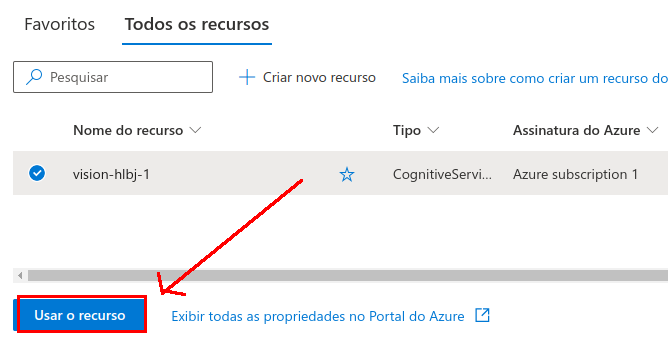 Favoritos Todos os recursos
Pesquisar Criar novo recurso Saiba mais sobre como criar um recurso do
Nome do recurso Tipo Assinatura do Azure
vision-hlbj-1 CognitiveServi... Azure subscription 1
Usar o recurso Exibir todas as propriedades no Portal do Azure